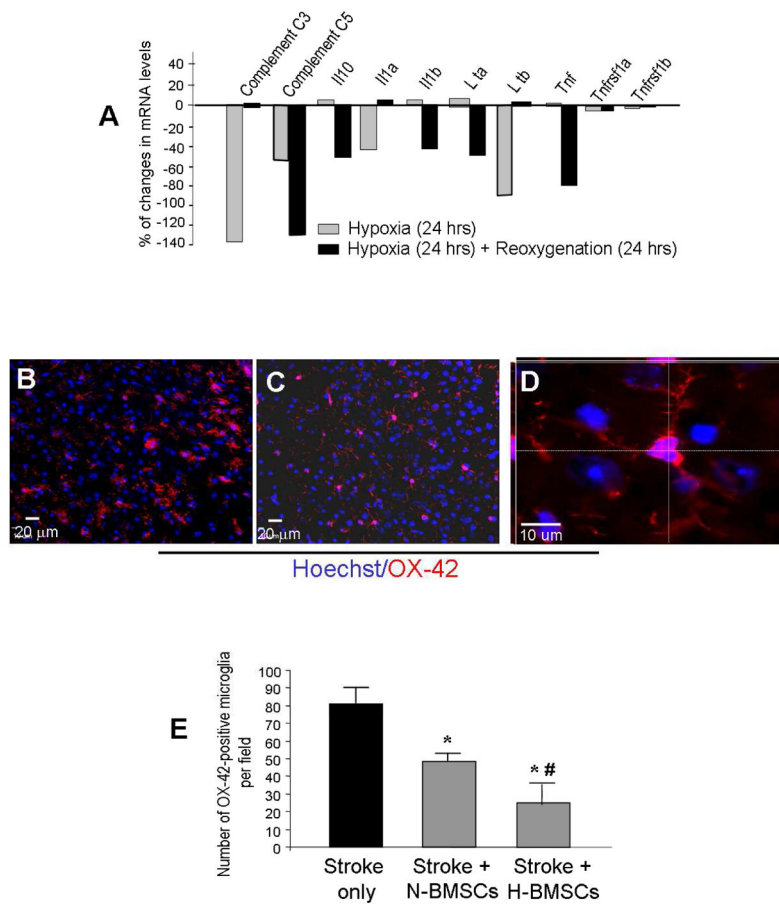 Complement C3
Complement C5
Il10
Il1a
Il1b
L ta
L tb
Tnf
Tnfrsf1a
Tnfrsf1b
A
% of changes in mRNA levels
40
20
0
-20
-40
-60
-80
-100
-120
-140
Hypoxia (24 hrs)
Hypoxia (24 hrs) + Reoxygenation (24 hrs)
B
20 µm
C
20 µm
D
10 um
Hoechst/OX-42
E
Number of OX-42-positive microglia
per field
100
90
80
70
60
50
40
30
20
10
0
*
* #
Stroke
only
Stroke +
N-BMSCs
Stroke +
H-BMSCs